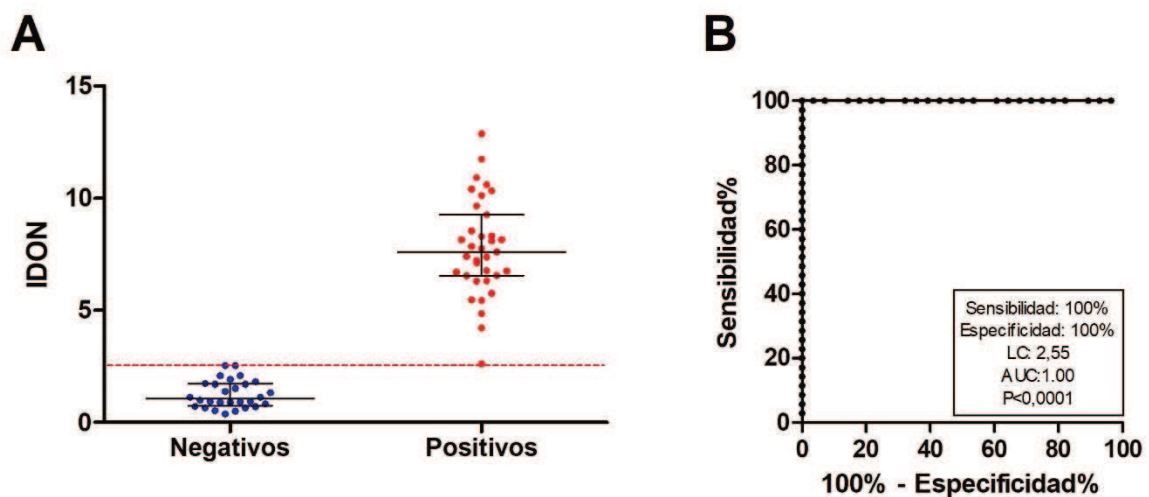 A
IDON
15
10
5
0
Negativos
Positivos
B
Sensibilidad%
100
80
60
40
20
0
0 20 40 60 80 100
100% - Especificidad%
Sensibilidad: 100%
Especificidad: 100%
LC: 2,55
AUC:1.00
P<0,0001